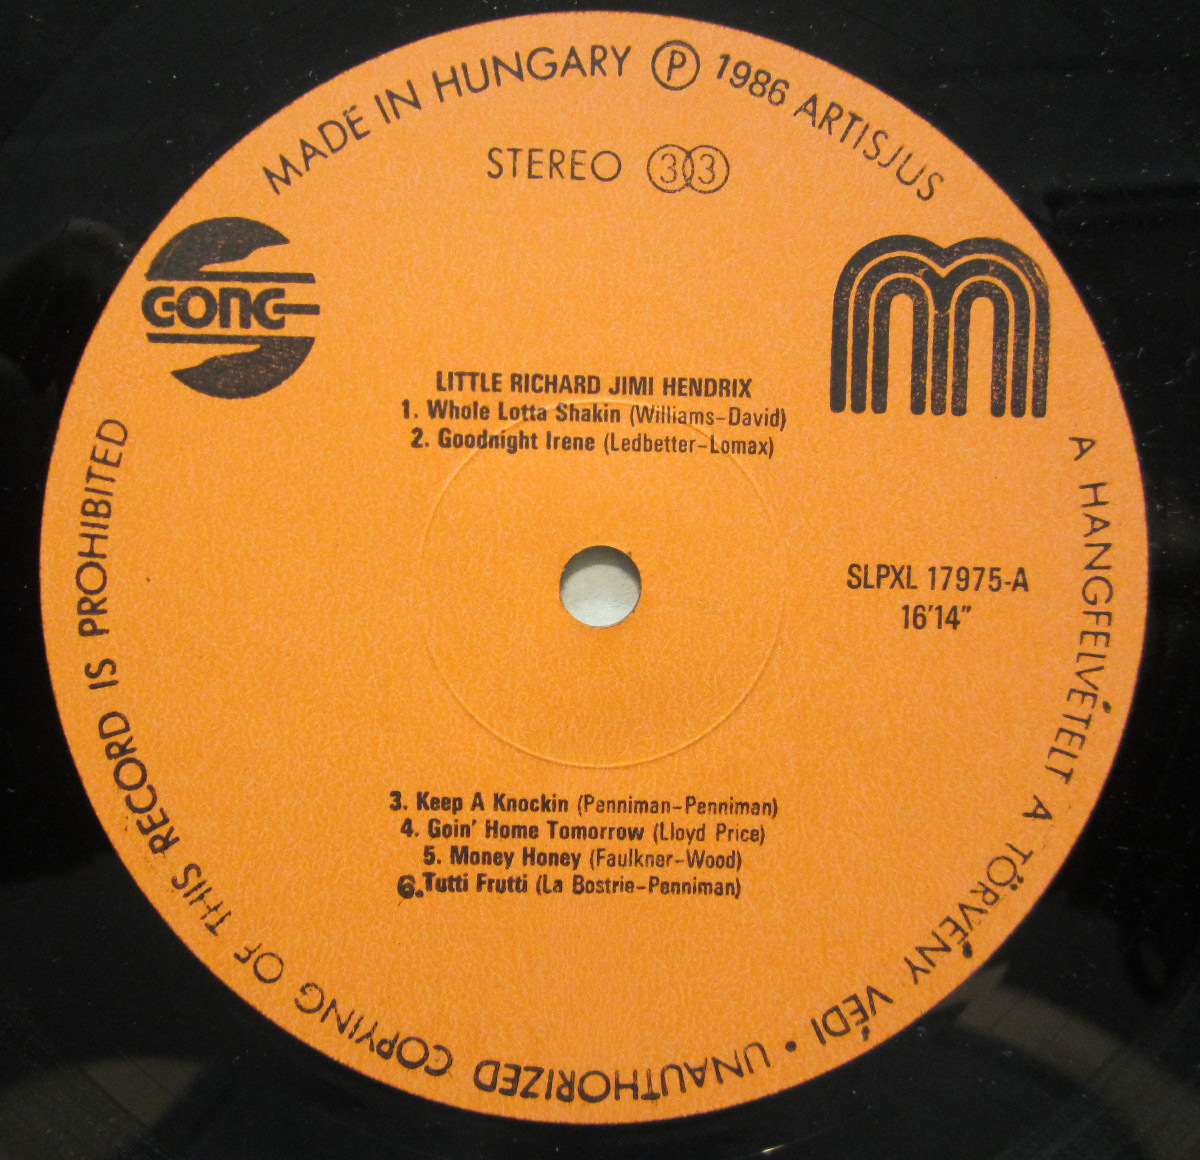 MADE IN HUNGARY Ⓟ 1986 ARTISJUS
STEREO 33
GONG
LITTLE RICHARD JIMI HENDRIX
1. Whole Lotta Shakin (Williams-David)
2. Goodnight Irene (Ledbetter-Lomax)
SLPXL 17975-A
16'14"
3. Keep A Knockin (Penniman-Penniman)
4. Goin' Home Tomorrow (Lloyd Price)
5. Money Honey (Faulkner-Wood)
6. Tutti Frutti (La Bostrie-Penniman)
A HANGFELVÉTELT A TÖRVÉNY VÉDI • UNAUTHORIZED COPYING OF THIS RECORD IS PROHIBITED